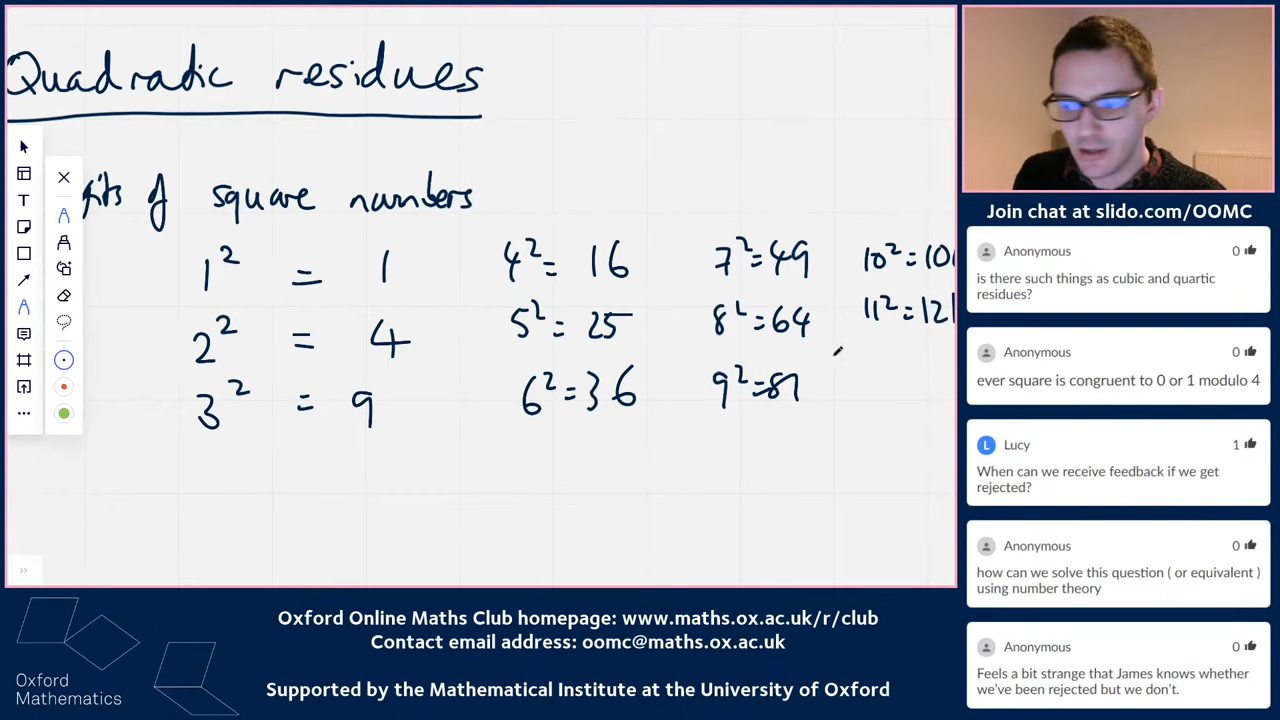 Quadratic residues
of square numbers
1² = 1
2² = 4
3² = 9
4² = 16
5² = 25
6² = 36
7² = 49
8² = 64
9² = 81
10² = 10
11² = 121
T
Join chat at slido.com/OOMC
Anonymous 0
is there such things as cubic and quartic
residues?
Anonymous 0
ever square is congruent to 0 or 1 modulo 4
L Lucy 1
When can we receive feedback if we get
rejected?
Anonymous 0
how can we solve this question ( or equivalent )
using number theory
Anonymous 0
Feels a bit strange that James knows whether
we've been rejected but we don't.
Oxford
Mathematics
Oxford Online Maths Club homepage: www.maths.ox.ac.uk/r/club
Contact email address: oomc@maths.ox.ac.uk
Supported by the Mathematical Institute at the University of Oxford